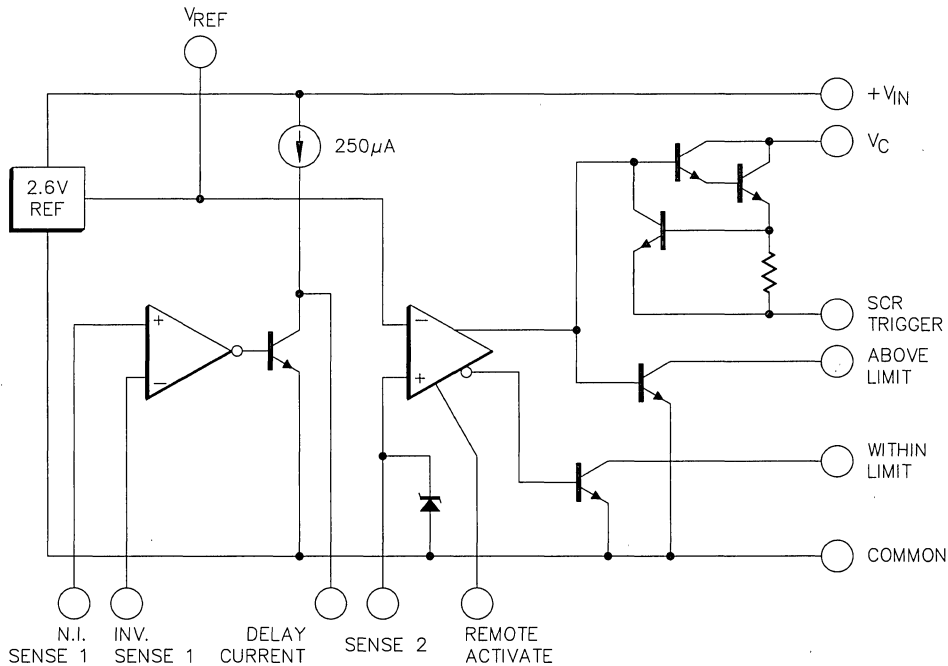 VREF
+VIN
250µA
VC
2.6V
REF
+
−
−
+
SCR
TRIGGER
ABOVE
LIMIT
WITHIN
LIMIT
COMMON
N.I.
SENSE 1
INV.
SENSE 1
DELAY
CURRENT
SENSE 2
REMOTE
ACTIVATE